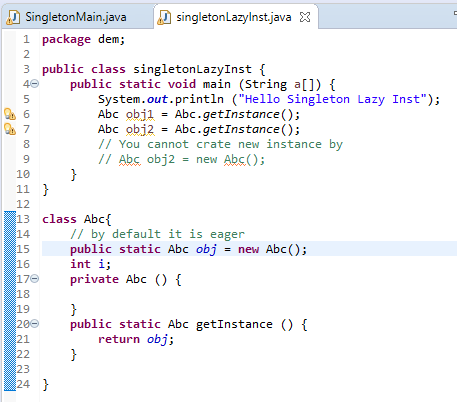 SingletonMain.java singletonLazyInst.java
1 package dem;
2
3 public class singletonLazyInst {
4 public static void main (String a[]) {
5 System.out.println ("Hello Singleton Lazy Inst");
6 Abc obj1 = Abc.getInstance();
7 Abc obj2 = Abc.getInstance();
8 // You cannot crate new instance by
9 // Abc obj2 = new Abc();
10 }
11 }
12
13 class Abc{
14 // by default it is eager
15 public static Abc obj = new Abc();
16 int i;
17 private Abc () {
18
19 }
20 public static Abc getInstance () {
21 return obj;
22 }
23
24 }